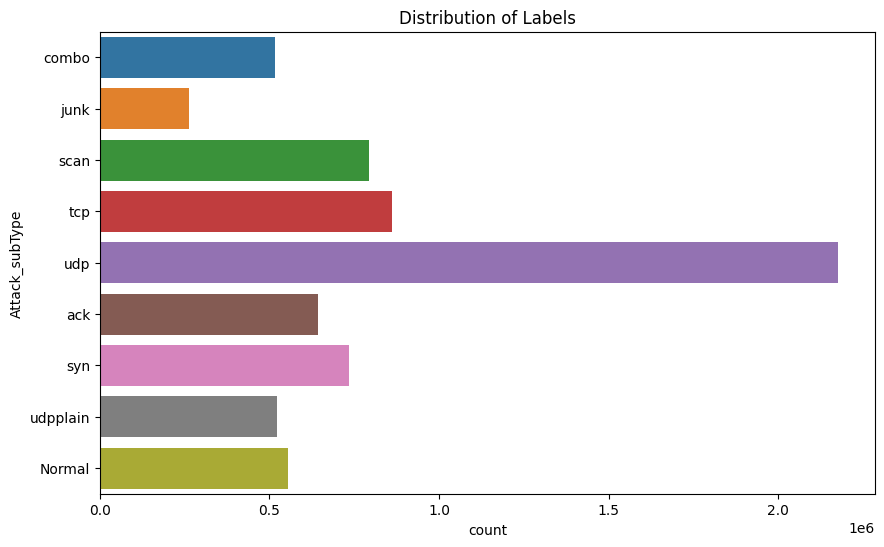 Distribution of Labels
combo
junk
scan
tcp
udp
ack
syn
udpplain
Normal
Attack_subType
0.0 0.5 1.0 1.5 2.0
1e6
count